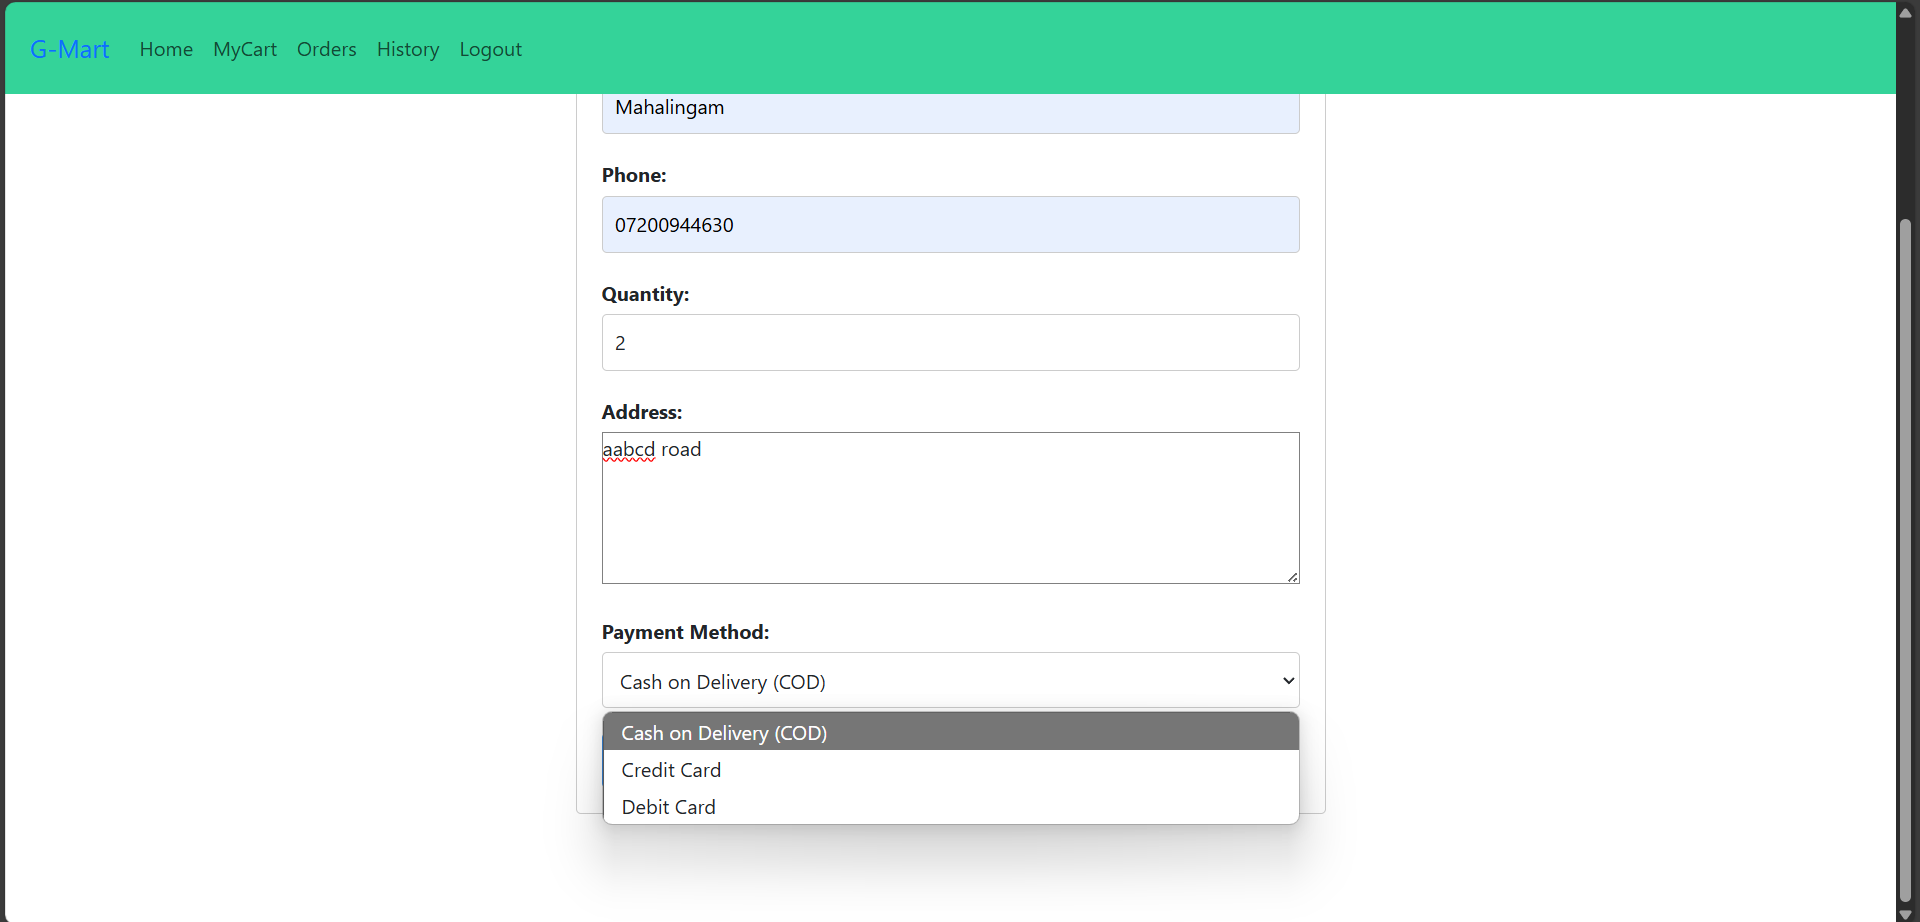 G-Mart Home MyCart Orders History Logout
Mahalingam
Phone:
07200944630
Quantity:
2
Address:
aabcd road
Payment Method:
Cash on Delivery (COD)
Cash on Delivery (COD)
Credit Card
Debit Card